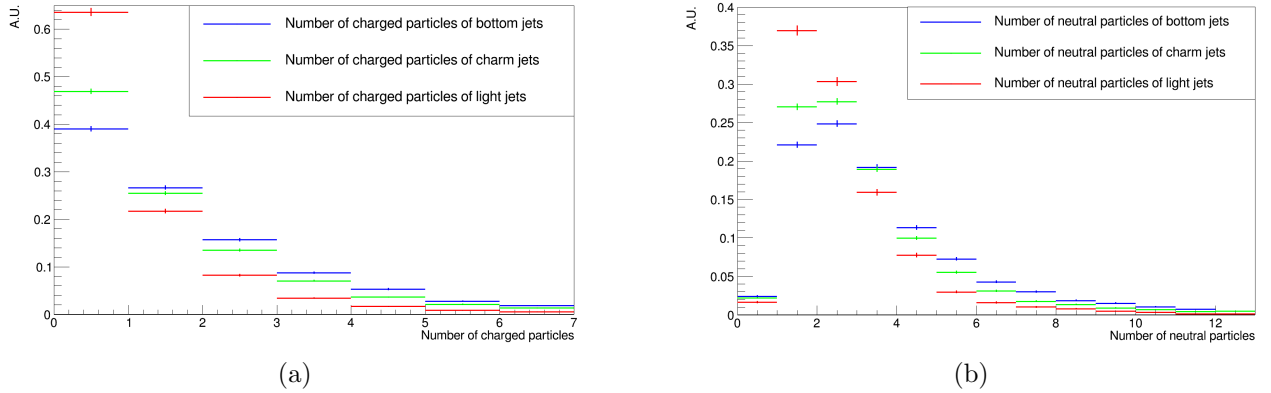 A.U.
0.6
0.5
0.4
0.3
0.2
0.1
0
0 1 2 3 4 5 6 7
Number of charged particles
Number of charged particles of bottom jets
Number of charged particles of charm jets
Number of charged particles of light jets
(a)
A.U.
0.4
0.35
0.3
0.25
0.2
0.15
0.1
0.05
0
0 2 4 6 8 10 12
Number of neutral particles
Number of neutral particles of bottom jets
Number of neutral particles of charm jets
Number of neutral particles of light jets
(b)